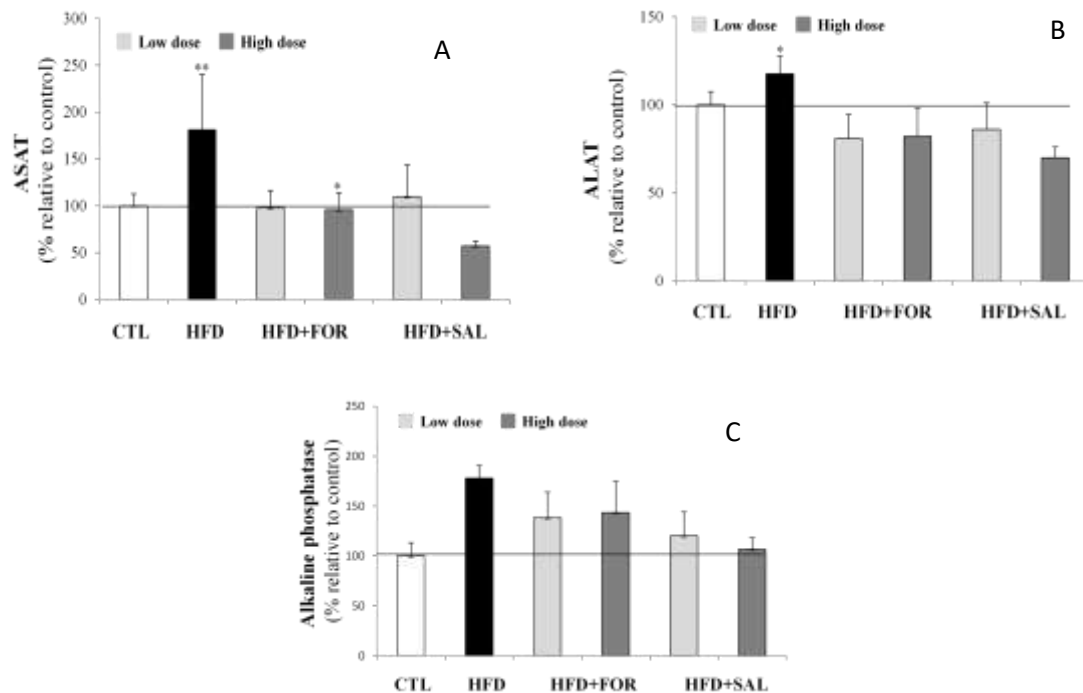 A
Low dose High dose
ASAT
(% relative to control)
300
250
200
150
100
50
0
**
*
CTL HFD HFD+FOR HFD+SAL
B
Low dose High dose
ALAT
(% relative to control)
150
100
50
0
*
CTL HFD HFD+FOR HFD+SAL
C
Low dose High dose
Alkaline phosphatase
(% relative to control)
250
200
150
100
50
0
CTL HFD HFD+FOR HFD+SAL